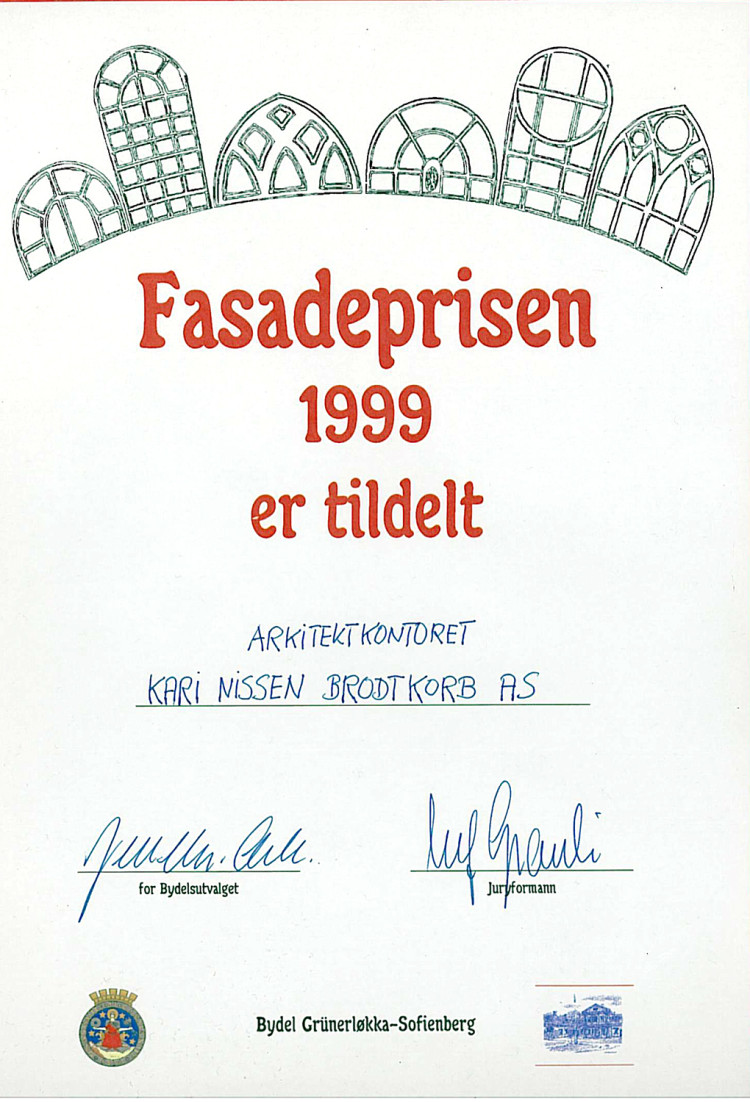 Fasadeprisen
1999
er tildelt
ARKITEKTKONTORET
KARI NISSEN BRODTKORB AS
for Bydelsutvalget
Juryformann
Bydel Grünerløkka-Sofienberg